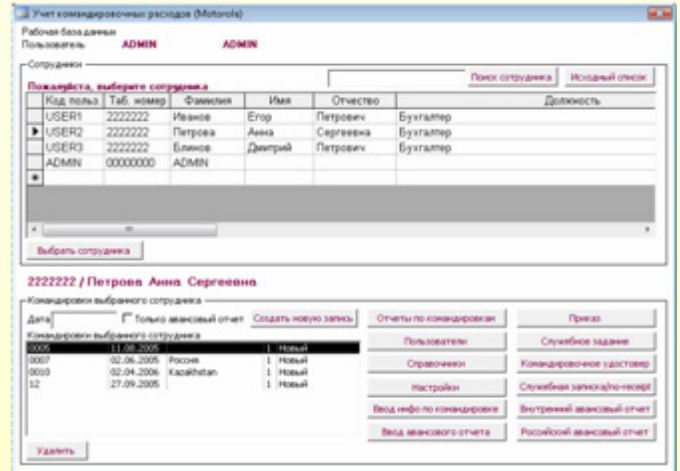 Учет командировочных расходов (Motorola)
Рабочая база данных
Пользователь ADMIN ADMIN
Сотрудники
Поиск сотрудника Исходный список
Пожалуйста, выберите сотрудника
Код польз. Таб. номер Фамилия Имя Отчество Должность
USER1 2222222 Иванов Егор Петрович Бухгалтер
USER2 2222222 Петрова Анна Сергеевна Бухгалтер
USER3 2222222 Блинов Дмитрий Петрович Бухгалтер
ADMIN 00000000 ADMIN
Выбрать сотрудника
2222222 / Петрова Анна Сергеевна
Командировки выбранного сотрудника
Дата Только авансовый отчет Создать новую запись Отчеты по командировкам Приказ
Командировки выбранного сотрудника
0005 11.05.2005 1 Новый Пользователи Служебное задание
0007 02.06.2005 Россия 1 Новый
0010 02.04.2006 Kazakhstan 1 Новый Справочники Командировочное удостовер
12 27.09.2005 1 Новый
Настройки Служебная записка/no-receipt
Ввод инфо по командировке Внутренний авансовый отчет
Ввод авансового отчета Российский авансовый отчет
Удалить